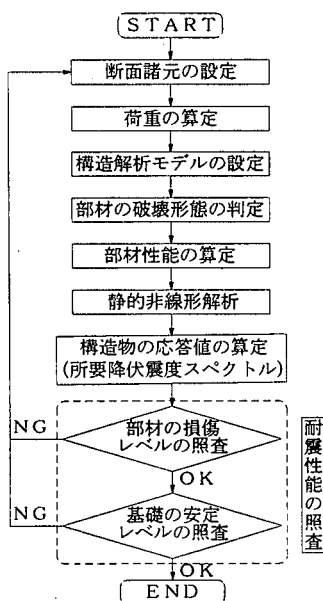 START
断面諸元の設定
荷重の算定
構造解析モデルの設定
部材の破壊形態の判定
部材性能の算定
静的非線形解析
構造物の応答値の算定
(所要降伏震度スペクトル)
NG
部材の損傷
レベルの照査
OK
NG
基礎の安定
レベルの照査
OK
耐震性能の照査
END